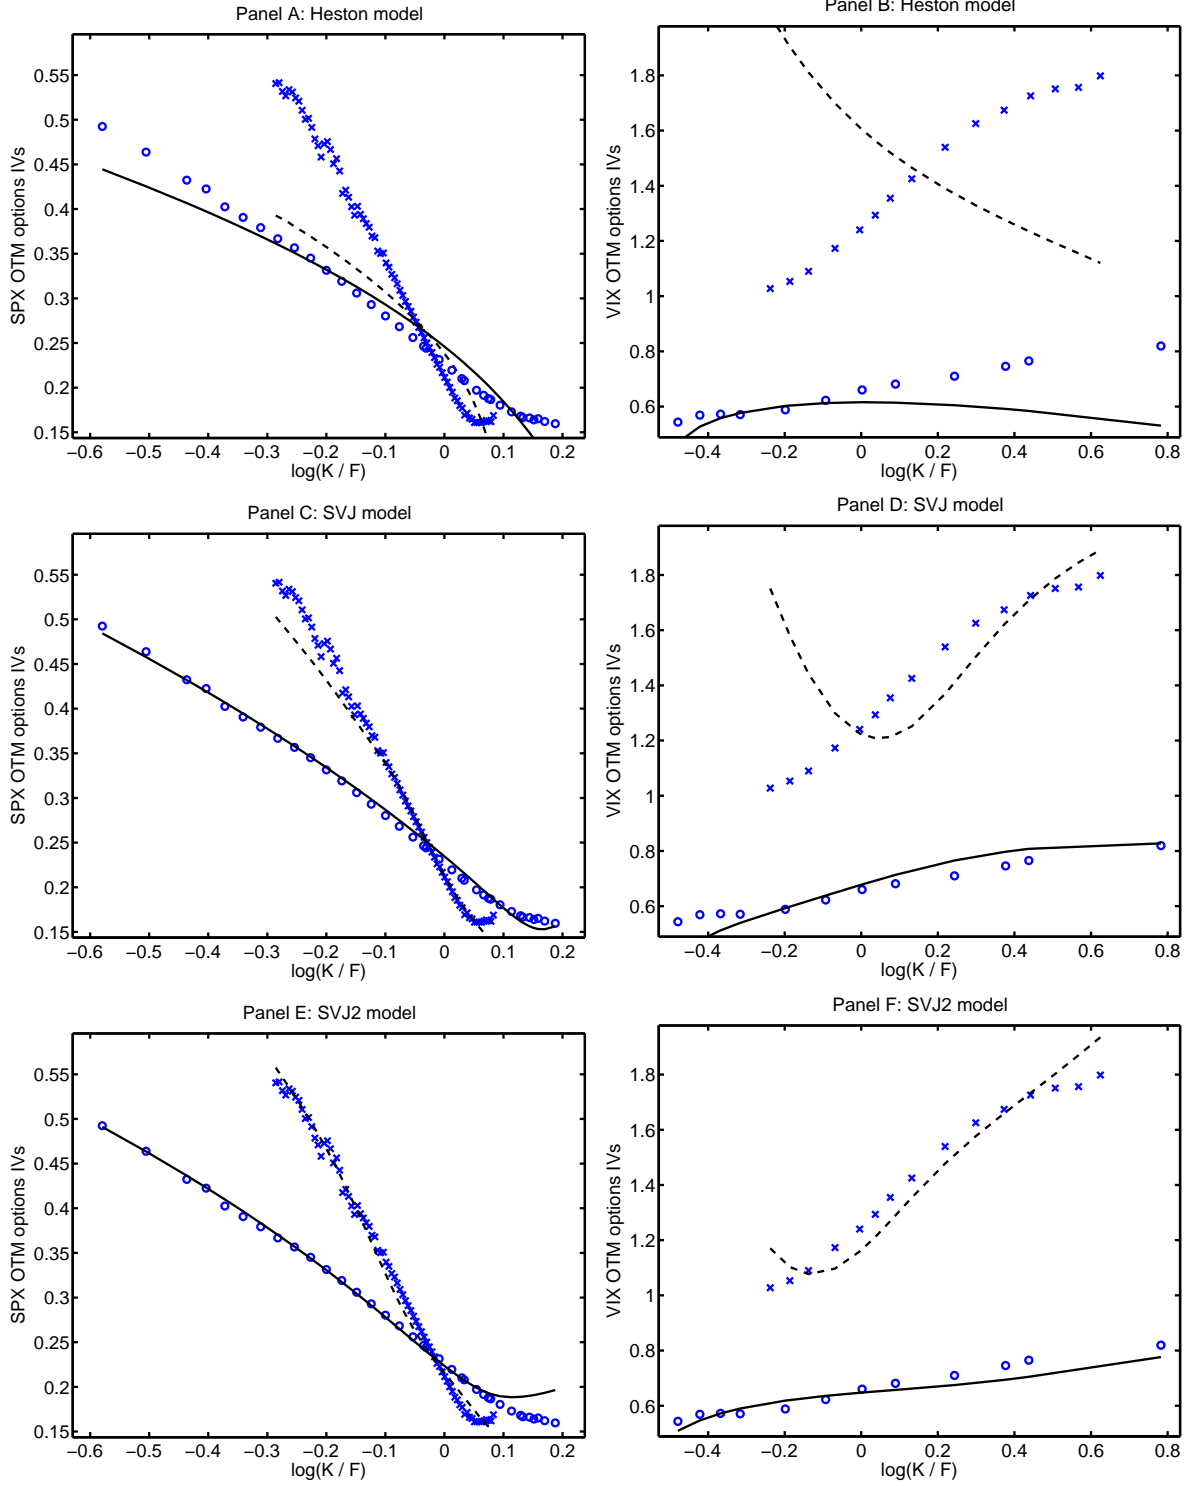 Panel A: Heston model
SPX OTM options IVs
0.55
0.5
0.45
0.4
0.35
0.3
0.25
0.2
0.15
−0.6 −0.5 −0.4 −0.3 −0.2 −0.1 0 0.1 0.2
log(K / F)
Panel B: Heston model
VIX OTM options IVs
1.8
1.6
1.4
1.2
1
0.8
0.6
−0.4 −0.2 0 0.2 0.4 0.6 0.8
log(K / F)
Panel C: SVJ model
SPX OTM options IVs
0.55
0.5
0.45
0.4
0.35
0.3
0.25
0.2
0.15
−0.6 −0.5 −0.4 −0.3 −0.2 −0.1 0 0.1 0.2
log(K / F)
Panel D: SVJ model
VIX OTM options IVs
1.8
1.6
1.4
1.2
1
0.8
0.6
−0.4 −0.2 0 0.2 0.4 0.6 0.8
log(K / F)
Panel E: SVJ2 model
SPX OTM options IVs
0.55
0.5
0.45
0.4
0.35
0.3
0.25
0.2
0.15
−0.6 −0.5 −0.4 −0.3 −0.2 −0.1 0 0.1 0.2
log(K / F)
Panel F: SVJ2 model
VIX OTM options IVs
1.8
1.6
1.4
1.2
1
0.8
0.6
−0.4 −0.2 0 0.2 0.4 0.6 0.8
log(K / F)